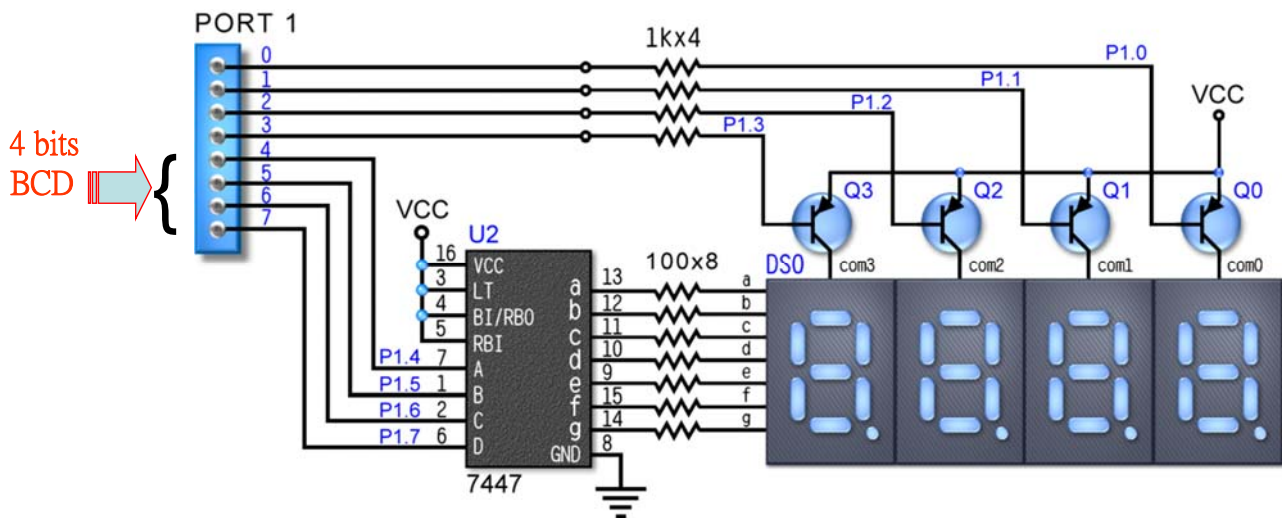 PORT 1
0
1
2
3
4
5
6
7
4 bits
BCD
{
1kx4
P1.0
P1.1
P1.2
P1.3
VCC
Q3
Q2
Q1
Q0
com3
com2
com1
com0
DS0
VCC
U2
16 VCC
3 LT
4 BI/RBO
5 RBI
P1.4 7 A
P1.5 1 B
P1.6 2 C
P1.7 6 D
100x8
a 13 a
b 12 b
c 11 c
d 10 d
e 9 e
f 15 f
g 14 g
GND 8
7447